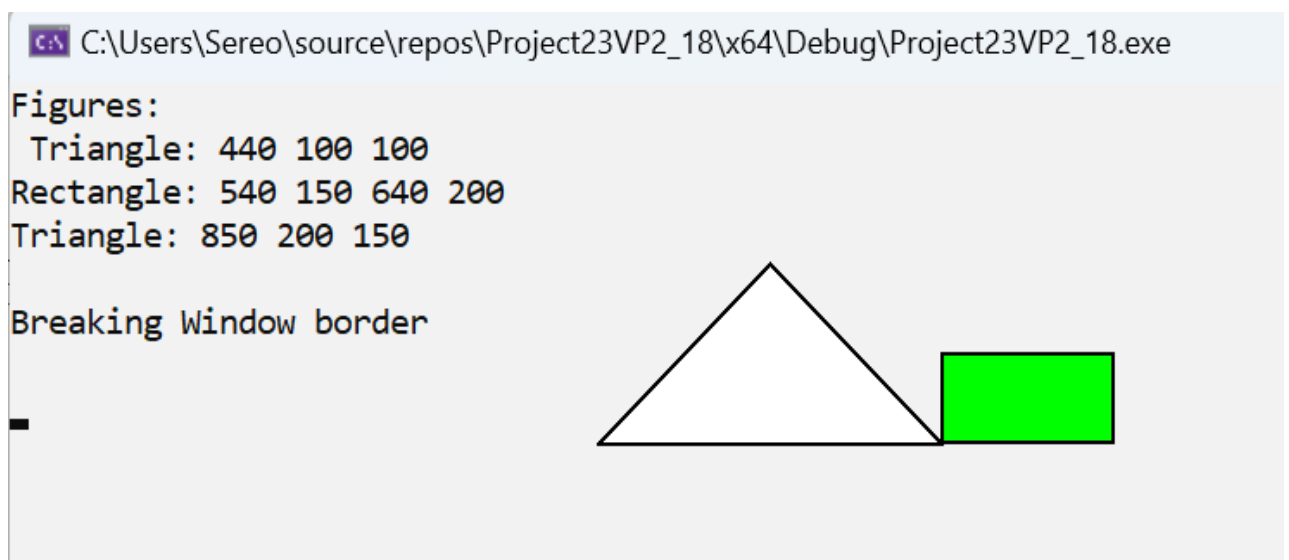 C:\Users\Sereo\source\repos\Project23VP2_18\x64\Debug\Project23VP2_18.exe
Figures:
Triangle: 440 100 100
Rectangle: 540 150 640 200
Triangle: 850 200 150
Breaking Window border